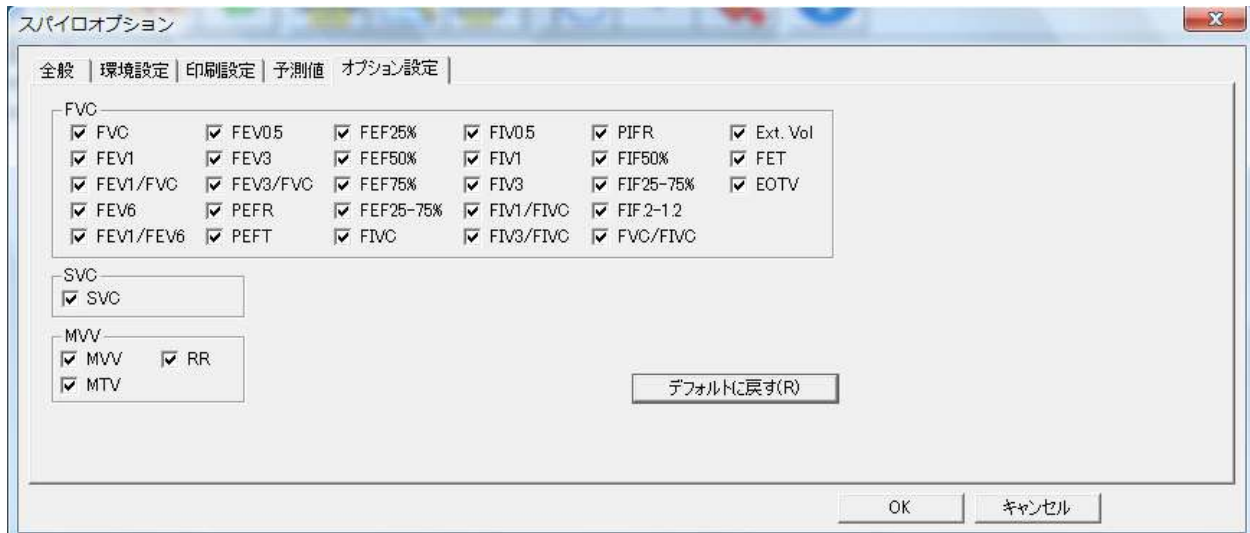 スパイロオプション
全般 環境設定 印刷設定 予測値 オプション設定
FVC
FVC FEV0.5 FEF25% FIV0.5 PIFR Ext. Vol
FEV1 FEV3 FEF50% FIV1 FIF50% FET
FEV1/FVC FEV3/FVC FEF75% FIV3 FIF25-75% EOTV
FEV6 PEFR FEF25-75% FIV1/FIVC FIF.2-1.2
FEV1/FEV6 PEFT FIVC FIV3/FIVC FVC/FIVC
SVC
SVC
MVV
MVV RR
MTV
デフォルトに戻す(R)
OK キャンセル